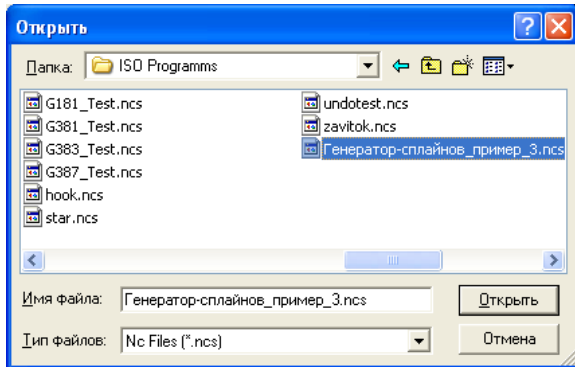 Открыть
Папка: ISO Programms
G181_Test.ncs
G381_Test.ncs
G383_Test.ncs
G387_Test.ncs
hook.ncs
star.ncs
undotest.ncs
zavitok.ncs
Генератор-сплайнов_пример_3.ncs
Имя файла: Генератор-сплайнов_пример_3.ncs Открыть
Тип файлов: Nc Files (*.ncs) Отмена